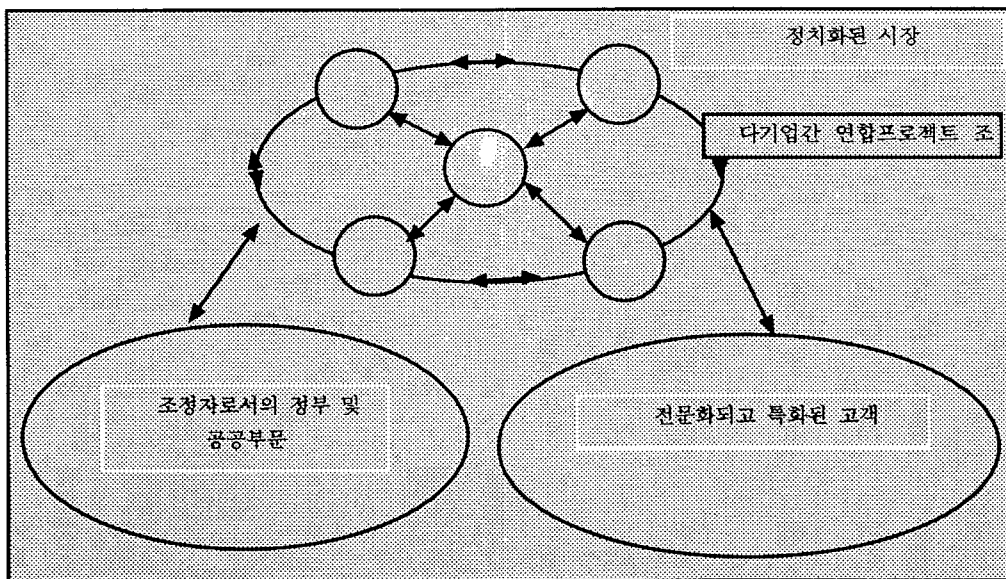 정치화된 시장
다기업간 연합프로젝트 조
조정자로서의 정부 및
공공부문
전문화되고 특화된 고객